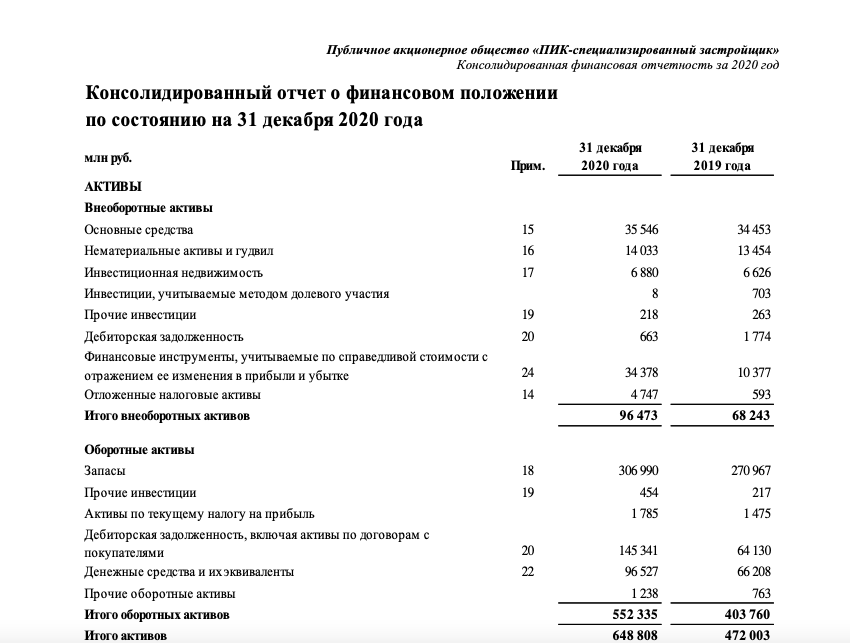 Публичное акционерное общество «ПИК-специализированный застройщик»
Консолидированная финансовая отчетность за 2020 год
Консолидированный отчет о финансовом положении
по состоянию на 31 декабря 2020 года
млн руб. Прим. 31 декабря 2020 года 31 декабря 2019 года
АКТИВЫ
Внеоборотные активы
Основные средства 15 35 546 34 453
Нематериальные активы и гудвил 16 14 033 13 454
Инвестиционная недвижимость 17 6 880 6 626
Инвестиции, учитываемые методом долевого участия 8 703
Прочие инвестиции 19 218 263
Дебиторская задолженность 20 663 1 774
Финансовые инструменты, учитываемые по справедливой стоимости с
отражением ее изменения в прибыли и убытке 24 34 378 10 377
Отложенные налоговые активы 14 4 747 593
Итого внеоборотных активов 96 473 68 243
Оборотные активы
Запасы 18 306 990 270 967
Прочие инвестиции 19 454 217
Активы по текущему налогу на прибыль 1 785 1 475
Дебиторская задолженность, включая активы по договорам с
покупателями 20 145 341 64 130
Денежные средства и их эквиваленты 22 96 527 66 208
Прочие оборотные активы 1 238 763
Итого оборотных активов 552 335 403 760
Итого активов 648 808 472 003